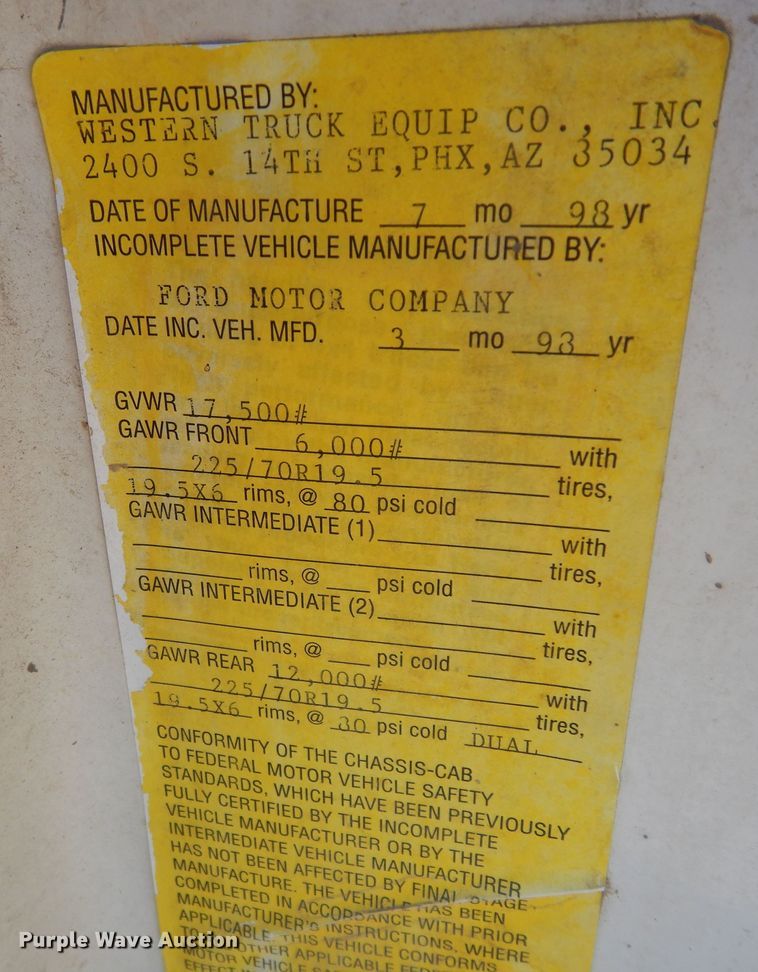 MANUFACTURED BY:
WESTERN TRUCK EQUIP CO., INC.
2400 S. 14TH ST, PHX, AZ 85034
DATE OF MANUFACTURE 7 mo 98 yr
INCOMPLETE VEHICLE MANUFACTURED BY:
FORD MOTOR COMPANY
DATE INC. VEH. MFD. 3 mo 98 yr
GVWR 17,500#
GAWR FRONT 6,000# with
225/70R19.5 tires,
19.5X6 rims, @ 80 psi cold
GAWR INTERMEDIATE (1) with
tires,
rims, @ psi cold
GAWR INTERMEDIATE (2) with
tires,
rims, @ psi cold
GAWR REAR 12,000# with
225/70R19.5 tires,
19.5X6 rims, @ 80 psi cold DUAL
CONFORMITY OF THE CHASSIS-CAB
TO FEDERAL MOTOR VEHICLE SAFETY
STANDARDS, WHICH HAVE BEEN PREVIOUSLY
FULLY CERTIFIED BY THE INCOMPLETE
VEHICLE MANUFACTURER OR BY THE
INTERMEDIATE VEHICLE MANUFACTURER
HAS NOT BEEN AFFECTED BY FINAL STAGE
MANUFACTURE. THE VEHICLE HAS BEEN
COMPLETED IN ACCORDANCE WITH PRIOR
MANUFACTURER'S INSTRUCTIONS, WHERE
APPLICABLE. THIS VEHICLE CONFORMS
OTHER APPLICABLE
MOTOR VEHICLE
Purple Wave Auction